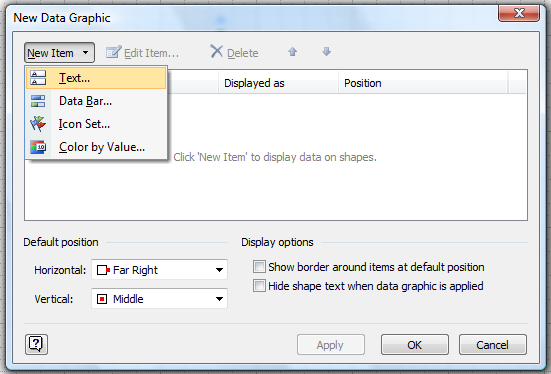 New Data Graphic
New Item Edit Item... Delete
Text...
Data Bar...
Icon Set...
Color by Value...
Displayed as Position
Click 'New Item' to display data on shapes.
Default position Display options
Horizontal: Far Right Show border around items at default position
Vertical: Middle Hide shape text when data graphic is applied
? Apply OK Cancel